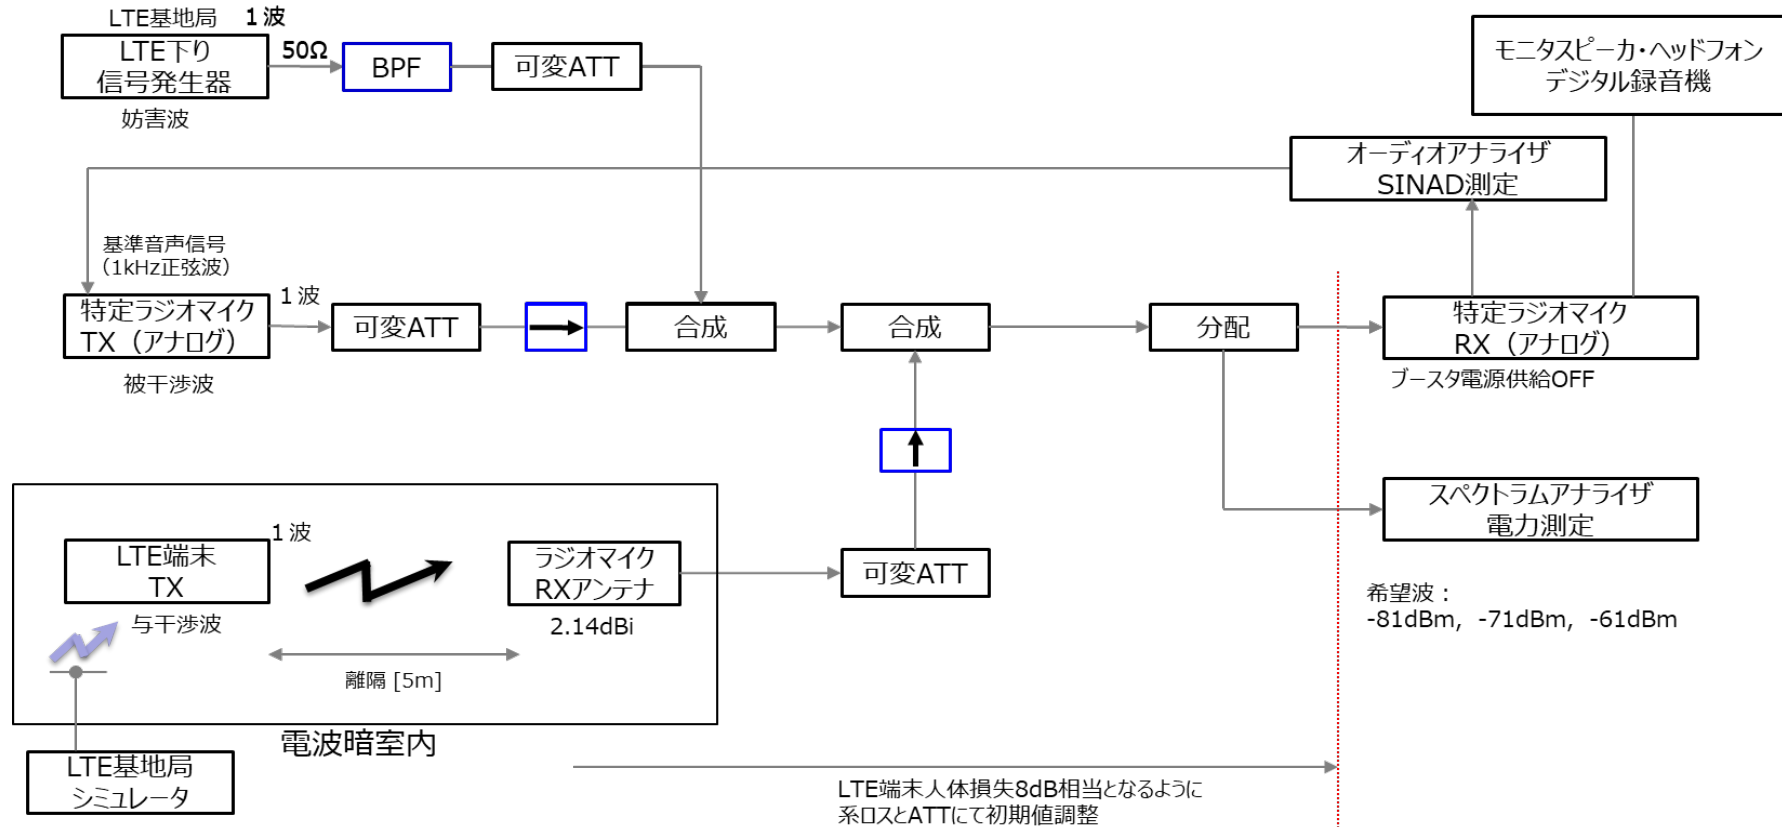 LTE基地局 1波
LTE下り
信号発生器
妨害波
50Ω
BPF
可変ATT
モニタスピーカ・ヘッドフォン
デジタル録音機
オーディオアナライザ
SINAD測定
基準音声信号
（1kHz正弦波）
特定ラジオマイク
TX（アナログ）
被干渉波
1波
可変ATT
合成
合成
分配
特定ラジオマイク
RX（アナログ）
ブースタ電源供給OFF
スペクトラムアナライザ
電力測定
希望波：
-81dBm, -71dBm, -61dBm
LTE端末
TX
1波
与干渉波
ラジオマイク
RXアンテナ
2.14dBi
可変ATT
離隔 [5m]
電波暗室内
LTE基地局
シミュレータ
LTE端末人体損失8dB相当となるように
系ロスとATTにて初期値調整